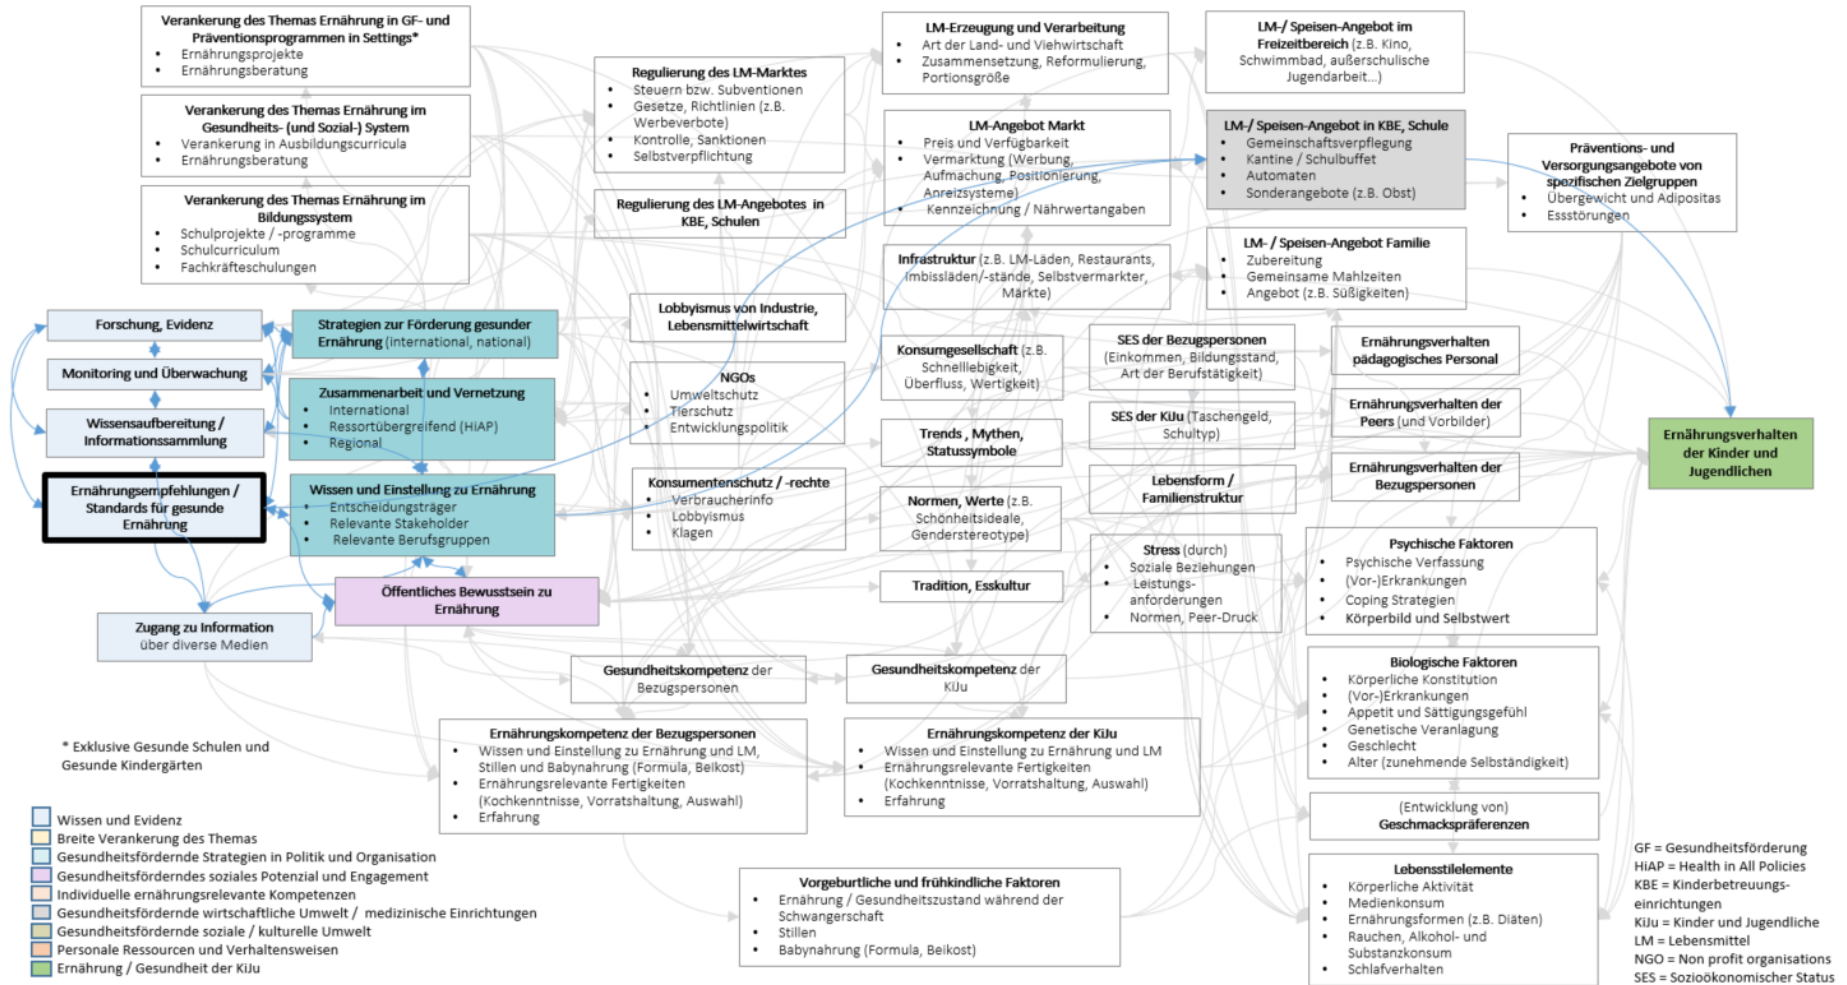 Verankerung des Themas Ernährung in GF- und
Präventionsprogrammen in Settings*
• Ernährungsprojekte
• Ernährungsberatung
Verankerung des Themas Ernährung im
Gesundheits- (und Sozial-) System
• Verankerung in Ausbildungscurricula
• Ernährungsberatung
Verankerung des Themas Ernährung im
Bildungssystem
• Schulprojekte / -programme
• Schulcurriculum
• Fachkräfteschulungen
Forschung, Evidenz
Monitoring und Überwachung
Wissensaufbereitung /
Informationssammlung
Ernährungsempfehlungen /
Standards für gesunde
Ernährung
Zugang zu Information
über diverse Medien
Strategien zur Förderung gesunder
Ernährung (international, national)
Zusammenarbeit und Vernetzung
• International
• Ressortübergreifend (HiAP)
• Regional
Wissen und Einstellung zu Ernährung
• Entscheidungsträger
• Relevante Stakeholder
• Relevante Berufsgruppen
Öffentliches Bewusstsein zu
Ernährung
Regulierung des LM-Marktes
• Steuern bzw. Subventionen
• Gesetze, Richtlinien (z.B.
Werbeverbote)
• Kontrolle, Sanktionen
• Selbstverpflichtung
Regulierung des LM-Angebotes in
KBE, Schulen
Lobbyismus von Industrie,
Lebensmittelwirtschaft
NGOs
• Umweltschutz
• Tierschutz
• Entwicklungspolitik
Konsumentenschutz / -rechte
• Verbraucherinfo
• Lobbyismus
• Klagen
Gesundheitskompetenz der
Bezugspersonen
Ernährungskompetenz der Bezugspersonen
• Wissen und Einstellung zu Ernährung und LM,
Stillen und Babynahrung (Formula, Beikost)
• Ernährungsrelevante Fertigkeiten
(Kochkenntnisse, Vorratshaltung, Auswahl)
• Erfahrung
LM-Erzeugung und Verarbeitung
• Art der Land- und Viehwirtschaft
• Zusammensetzung, Reformulierung,
Portionsgröße
LM-Angebot Markt
• Preis und Verfügbarkeit
• Vermarktung (Werbung,
Aufmachung, Positionierung,
Anreizsysteme)
• Kennzeichnung / Nährwertangaben
Infrastruktur (z.B. LM-Läden, Restaurants,
Imbissläden/-stände, Selbstvermarkter,
Märkte)
Konsumgesellschaft (z.B.
Schnelllebigkeit,
Überfluss, Wertigkeit)
Trends , Mythen,
Statussymbole
Normen, Werte (z.B.
Schönheitsideale,
Genderstereotype)
Tradition, Esskultur
Gesundheitskompetenz der
KiJu
Ernährungskompetenz der KiJu
• Wissen und Einstellung zu Ernährung und LM
• Ernährungsrelevante Fertigkeiten
(Kochkenntnisse, Vorratshaltung, Auswahl)
• Erfahrung
Vorgeburtliche und frühkindliche Faktoren
• Ernährung / Gesundheitszustand während der
Schwangerschaft
• Stillen
• Babynahrung (Formula, Beikost)
LM-/ Speisen-Angebot im
Freizeitbereich (z.B. Kino,
Schwimmbad, außerschulische
Jugendarbeit...)
LM-/ Speisen-Angebot in KBE, Schule
• Gemeinschaftsverpflegung
• Kantine / Schulbuffet
• Automaten
• Sonderangebote (z.B. Obst)
LM- / Speisen-Angebot Familie
• Zubereitung
• Gemeinsame Mahlzeiten
• Angebot (z.B. Süßigkeiten)
Präventions- und
Versorgungsangebote von
spezifischen Zielgruppen
• Übergewicht und Adipositas
• Essstörungen
SES der Bezugspersonen
(Einkommen, Bildungsstand,
Art der Berufstätigkeit)
SES der KiJu (Taschengeld,
Schultyp)
Lebensform /
Familienstruktur
Stress (durch)
• Soziale Beziehungen
• Leistungs-
anforderungen
• Normen, Peer-Druck
Ernährungsverhalten
pädagogisches Personal
Ernährungsverhalten der
Peers (und Vorbilder)
Ernährungsverhalten der
Bezugspersonen
Psychische Faktoren
• Psychische Verfassung
• (Vor-)Erkrankungen
• Coping Strategien
• Körperbild und Selbstwert
Biologische Faktoren
• Körperliche Konstitution
• (Vor-)Erkrankungen
• Appetit und Sättigungsgefühl
• Genetische Veranlagung
• Geschlecht
• Alter (zunehmende Selbständigkeit)
(Entwicklung von)
Geschmackspräferenzen
Lebensstilelemente
• Körperliche Aktivität
• Medienkonsum
• Ernährungsformen (z.B. Diäten)
• Rauchen, Alkohol- und
Substanzkonsum
• Schlafverhalten
Ernährungsverhalten
der Kinder und
Jugendlichen
* Exklusive Gesunde Schulen und
Gesunde Kindergärten
Wissen und Evidenz
Breite Verankerung des Themas
Gesundheitsfördernde Strategien in Politik und Organisation
Gesundheitsförderndes soziales Potenzial und Engagement
Individuelle ernährungsrelevante Kompetenzen
Gesundheitsfördernde wirtschaftliche Umwelt / medizinische Einrichtungen
Gesundheitsfördernde soziale / kulturelle Umwelt
Personale Ressourcen und Verhaltensweisen
Ernährung / Gesundheit der KiJu
GF = Gesundheitsförderung
HiAP = Health in All Policies
KBE = Kinderbetreuungs-
einrichtungen
KiJu = Kinder und Jugendliche
LM = Lebensmittel
NGO = Non profit organisations
SES = Sozioökonomischer Status